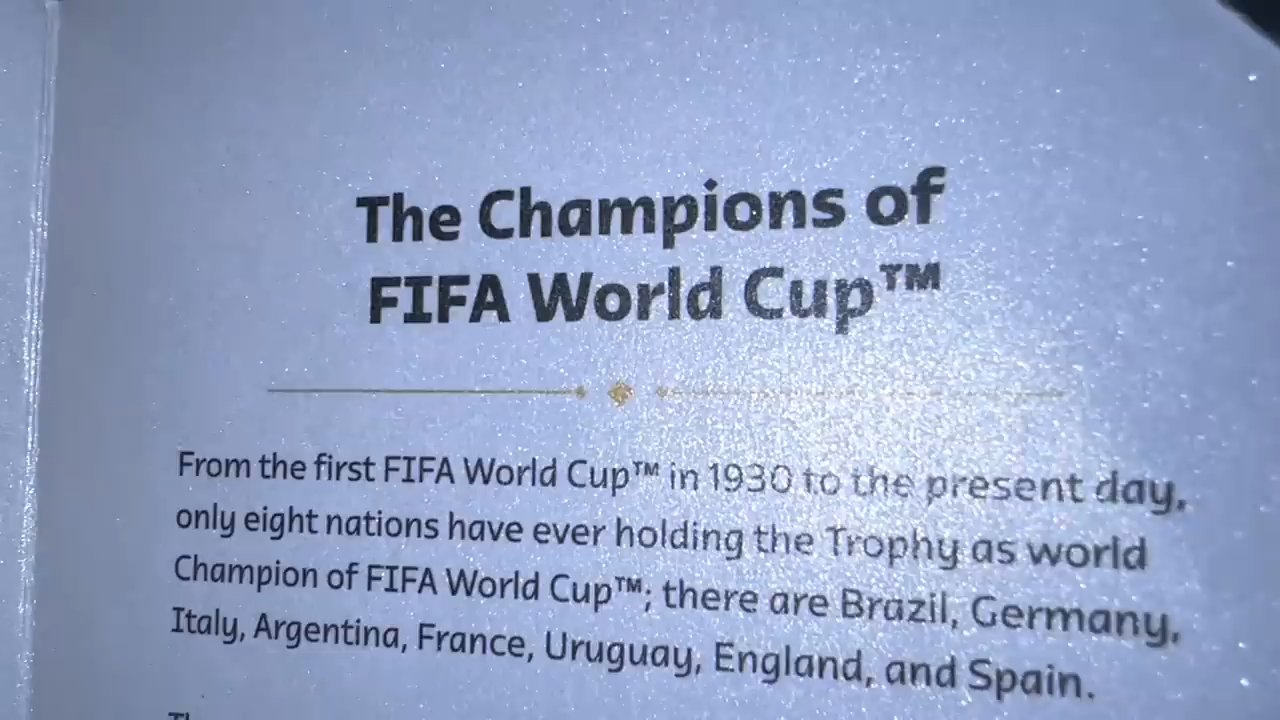 The Champions of
FIFA World Cup™
From the first FIFA World Cup™ in 1930 to the present day,
only eight nations have ever holding the Trophy as world
Champion of FIFA World Cup™; there are Brazil, Germany,
Italy, Argentina, France, Uruguay, England, and Spain.